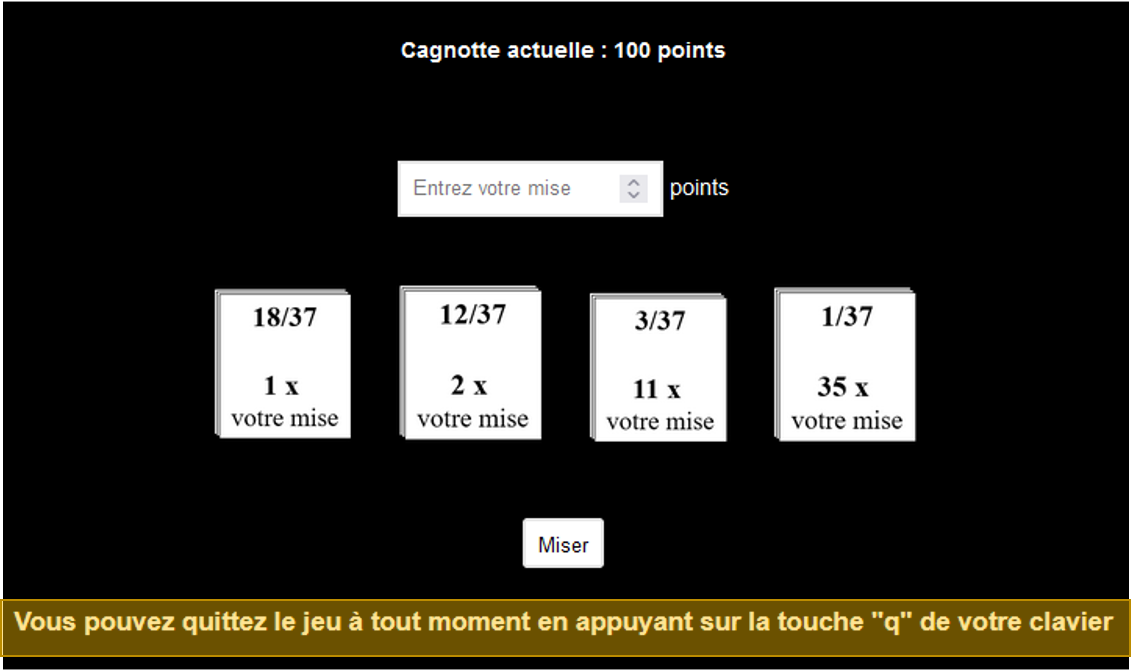 Cagnotte actuelle : 100 points
Entrez votre mise points
18/37
1 x
votre mise
12/37
2 x
votre mise
3/37
11 x
votre mise
1/37
35 x
votre mise
Miser
Vous pouvez quittez le jeu à tout moment en appuyant sur la touche "q" de votre clavier